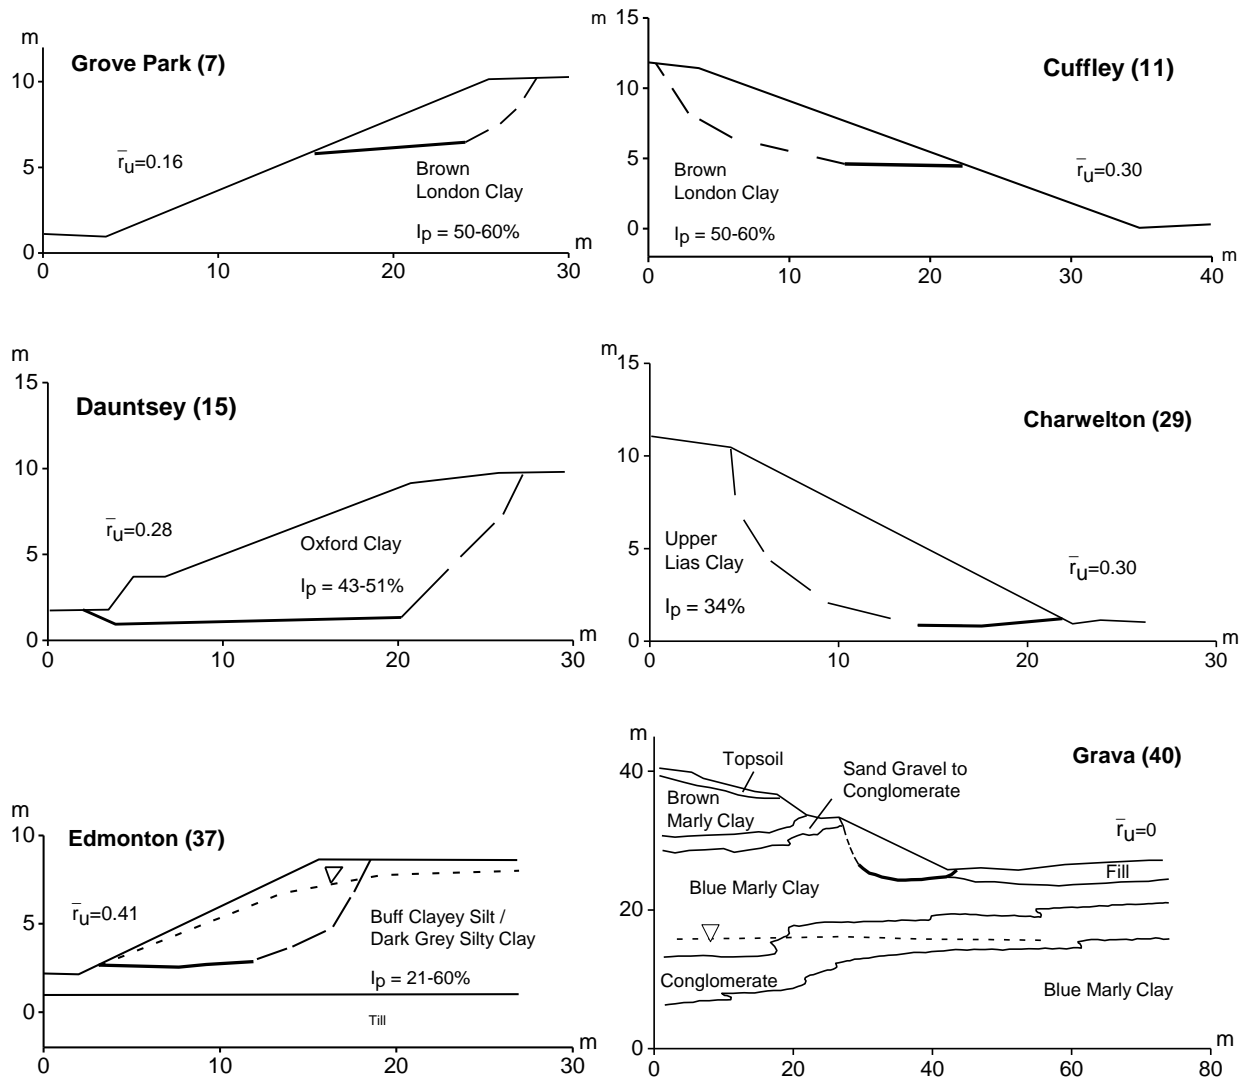 m
Grove Park (7)
10
5
0
r̅u=0.16
Brown
London Clay
Ip = 50-60%
m
0
10
20
30
m
15
10
5
0
Cuffley (11)
r̅u=0.30
Brown
London Clay
Ip = 50-60%
m
0
10
20
30
40
m
15
10
5
0
Dauntsey (15)
r̅u=0.28
Oxford Clay
Ip = 43-51%
m
0
10
20
30
m
15
10
5
0
Charwelton (29)
Upper
Lias Clay
Ip = 34%
r̅u=0.30
m
0
10
20
30
m
10
5
0
Edmonton (37)
r̅u=0.41
Buff Clayey Silt /
Dark Grey Silty Clay
Ip = 21-60%
Till
m
0
10
20
30
m
40
20
0
Grava (40)
Topsoil
Sand Gravel to
Conglomerate
Brown
Marly Clay
r̅u=0
Fill
Blue Marly Clay
Conglomerate
Blue Marly Clay
m
0
20
40
60
80